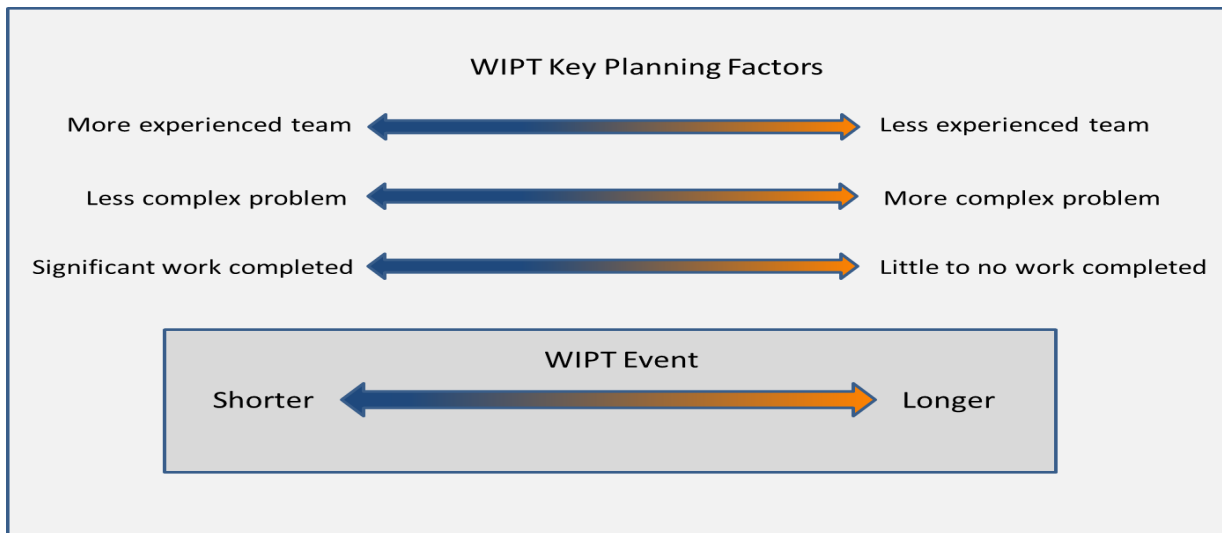 WIPT Key Planning Factors
More experienced team Less experienced team
Less complex problem More complex problem
Significant work completed Little to no work completed
WIPT Event
Shorter Longer